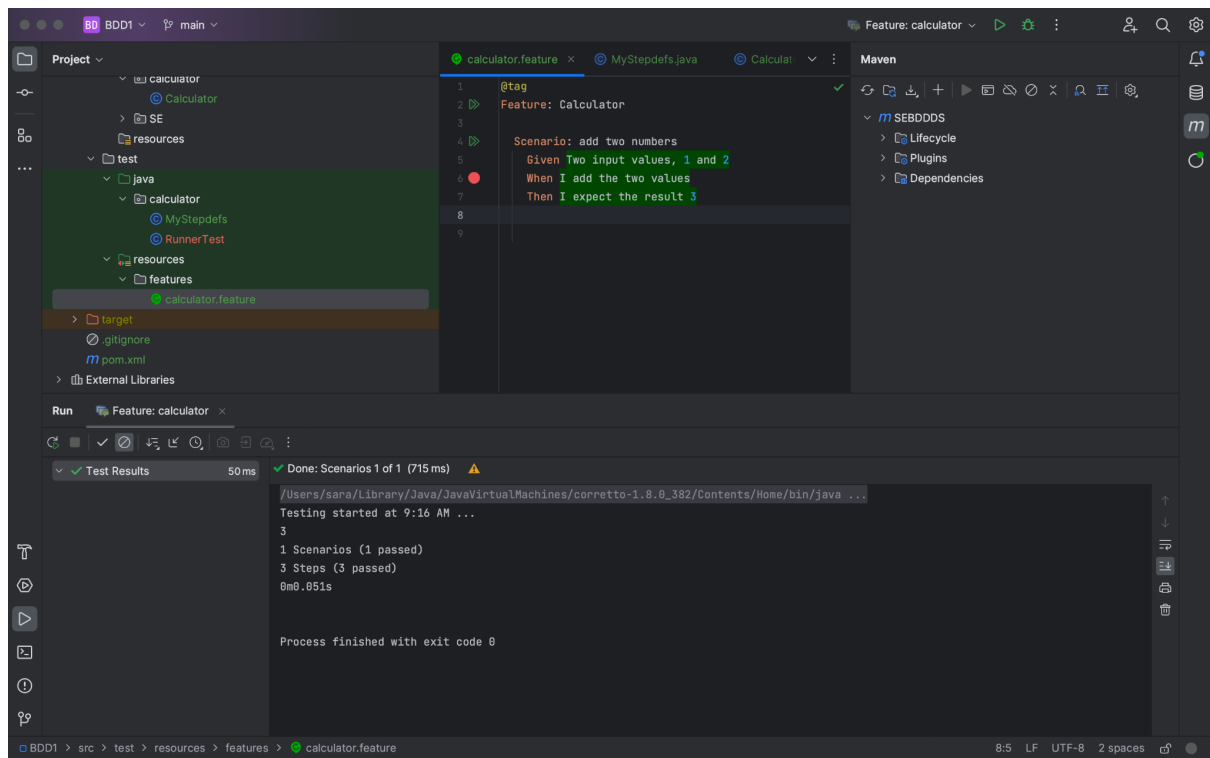 BD BDD1 main Feature: calculator
Project
calculator
Calculator
SE
resources
test
java
calculator
MyStepdefs
RunnerTest
resources
features
calculator.feature
target
.gitignore
pom.xml
External Libraries
calculator.feature MyStepdefs.java Calculat
1 @tag
2 Feature: Calculator
3
4 Scenario: add two numbers
5 Given Two input values, 1 and 2
6 When I add the two values
7 Then I expect the result 3
8
9
Maven
m SEBDDDS
Lifecycle
Plugins
Dependencies
Run Feature: calculator
Test Results 50 ms
Done: Scenarios 1 of 1 (715 ms)
/Users/sara/Library/Java/JavaVirtualMachines/corretto-1.8.0_382/Contents/Home/bin/java ...
Testing started at 9:16 AM ...
3
1 Scenarios (1 passed)
3 Steps (3 passed)
0m0.051s
Process finished with exit code 0
BDD1 > src > test > resources > features > calculator.feature
8:5 LF UTF-8 2 spaces